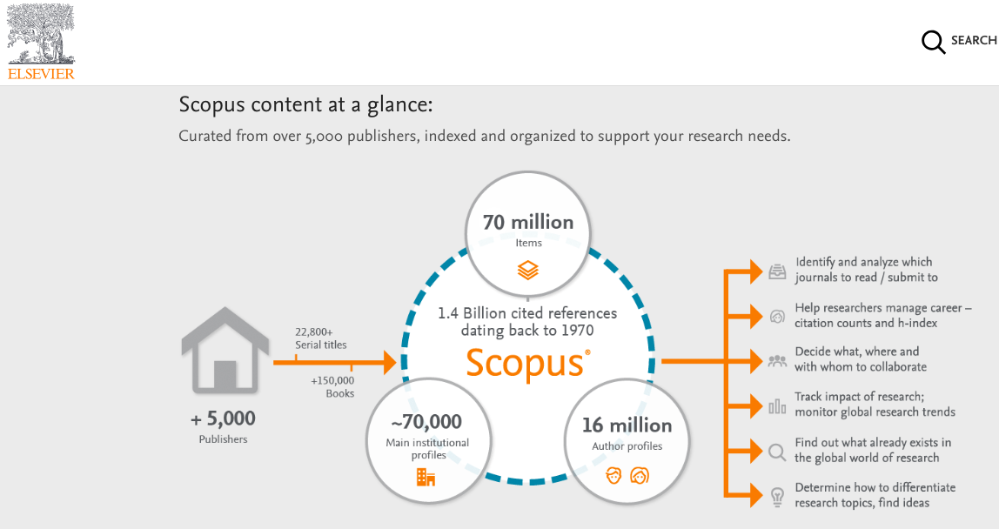 ELSEVIER
SEARCH
Scopus content at a glance:
Curated from over 5,000 publishers, indexed and organized to support your research needs.
70 million
Items
1.4 Billion cited references
dating back to 1970
Scopus®
22,800+
Serial titles
+150,000
Books
+ 5,000
Publishers
~70,000
Main institutional
profiles
16 million
Author profiles
Identify and analyze which
journals to read / submit to
Help researchers manage career –
citation counts and h-index
Decide what, where and
with whom to collaborate
Track impact of research;
monitor global research trends
Find out what already exists in
the global world of research
Determine how to differentiate
research topics, find ideas